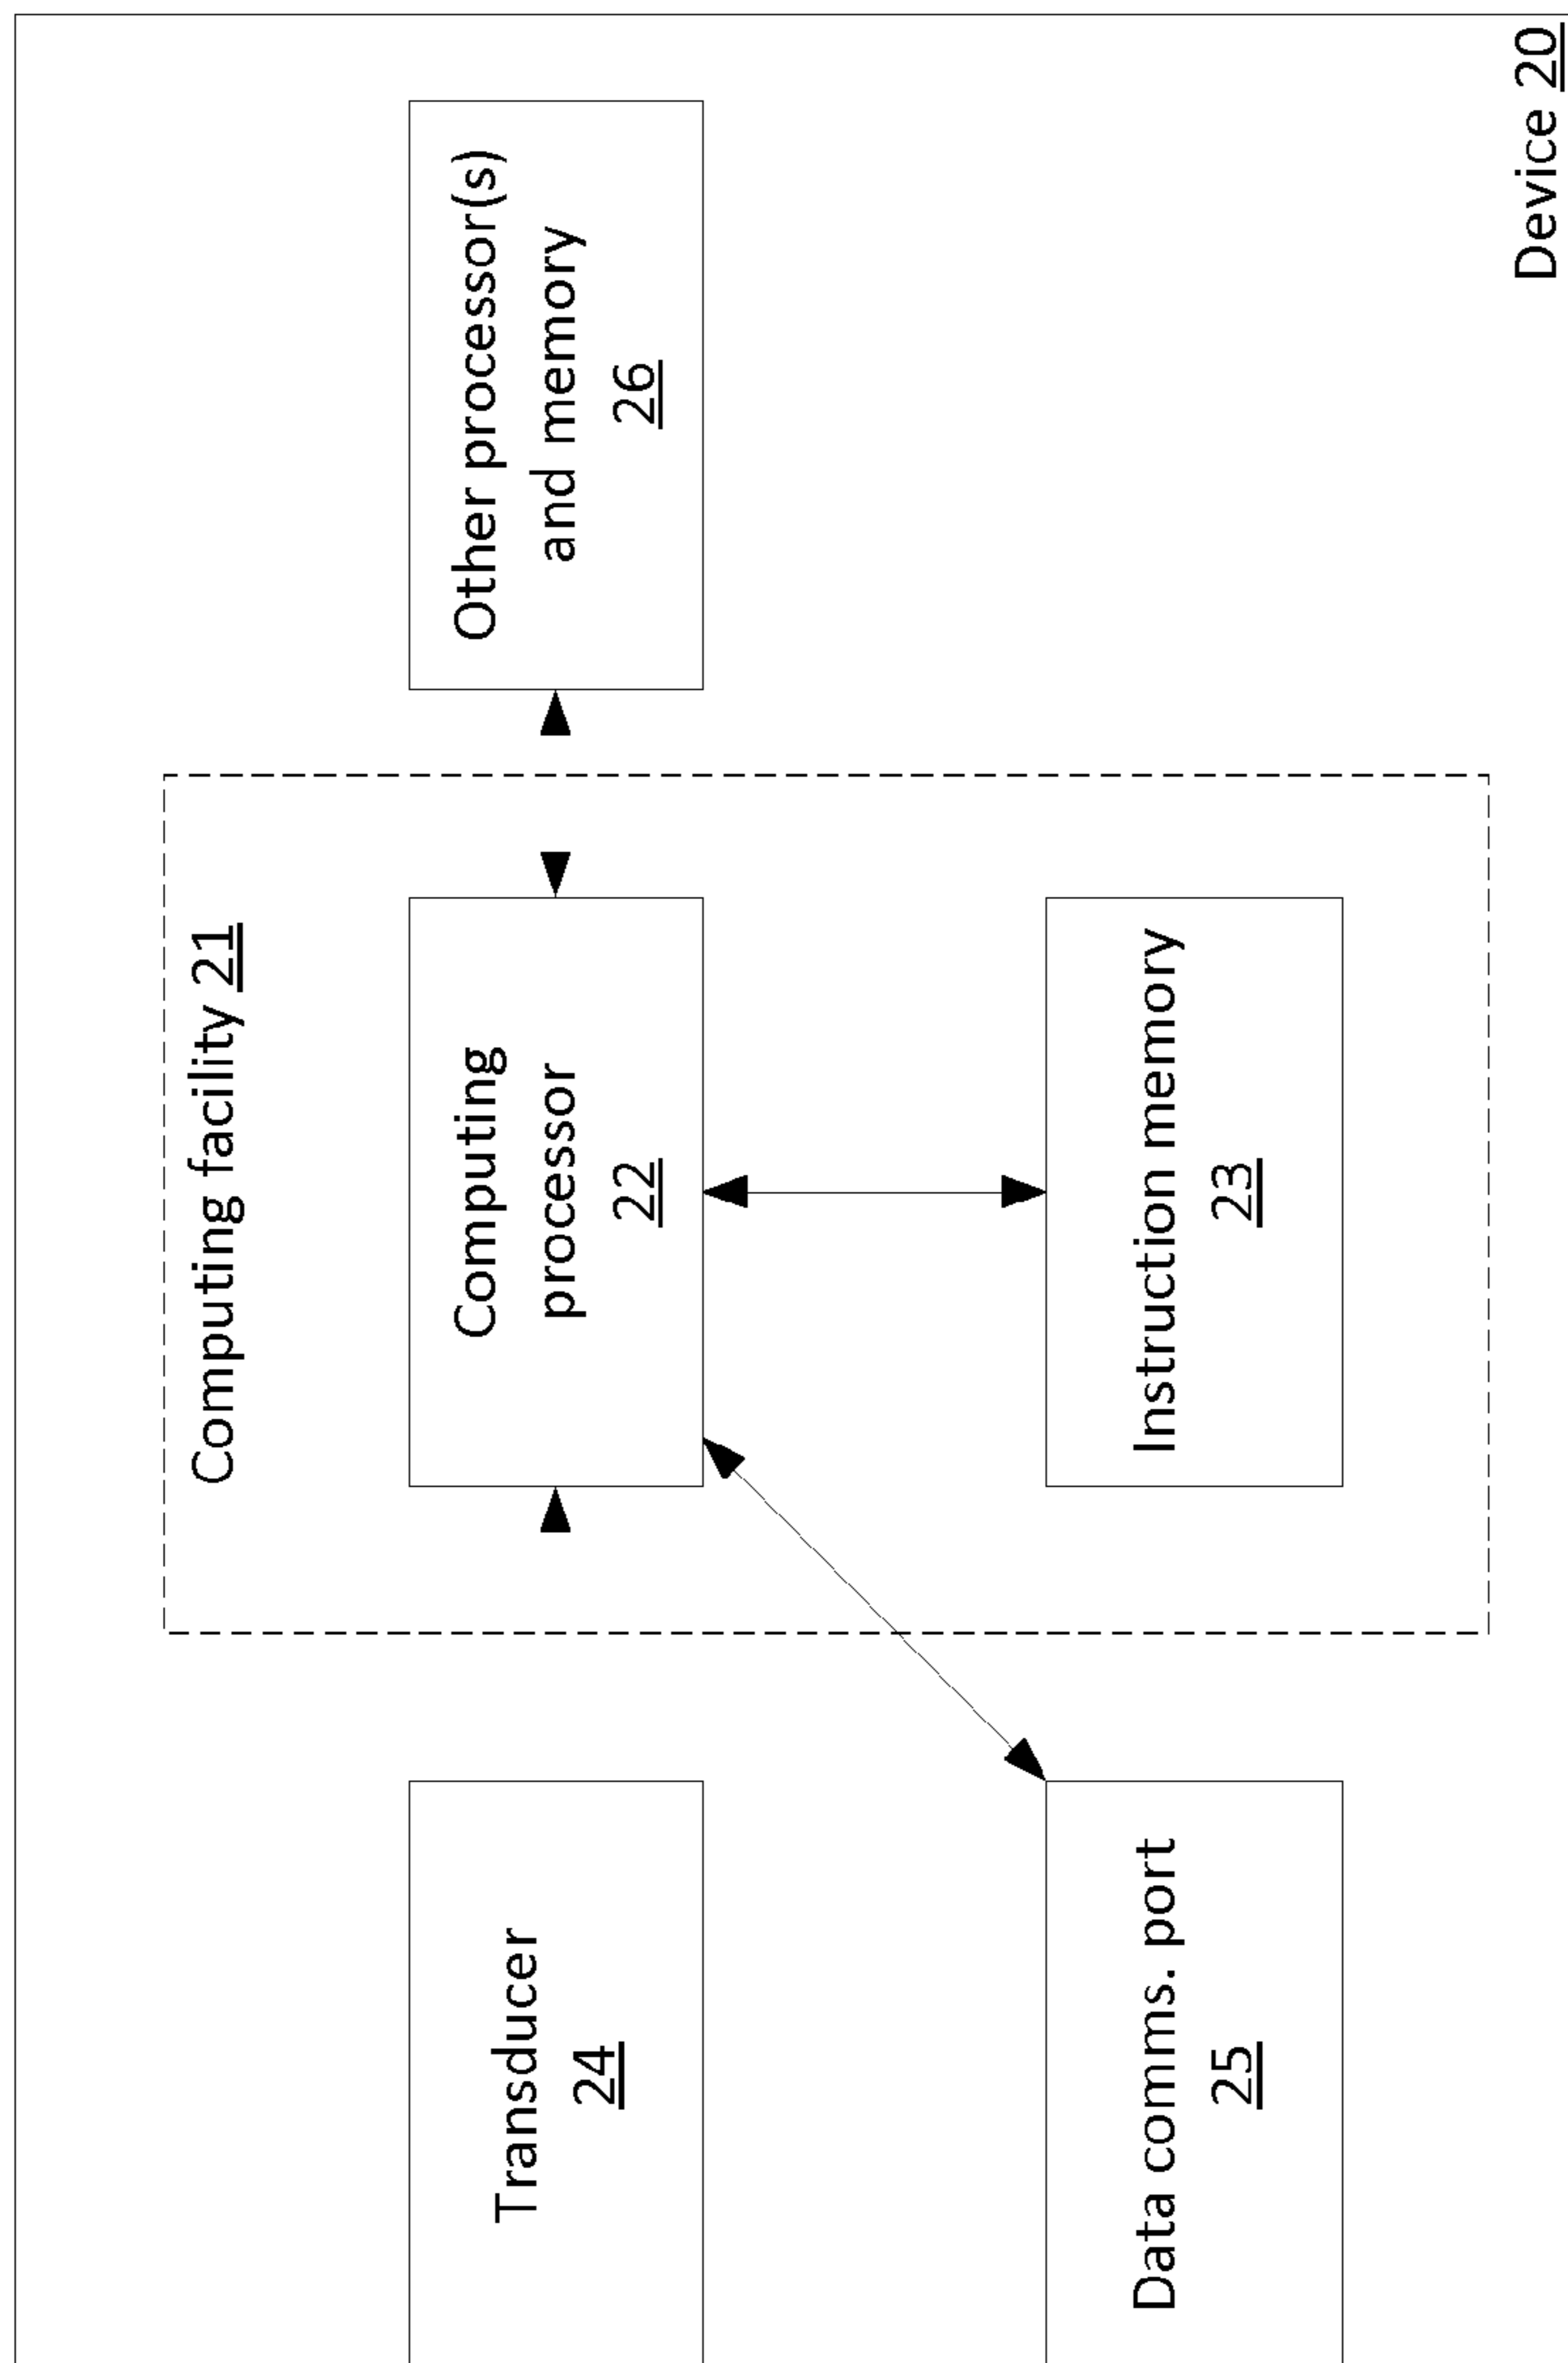 Computing facility 21
Transducer
24
Computing
processor
22
Other processor(s)
and memory
26
Data comms. port
25
Instruction memory
23
Device 20